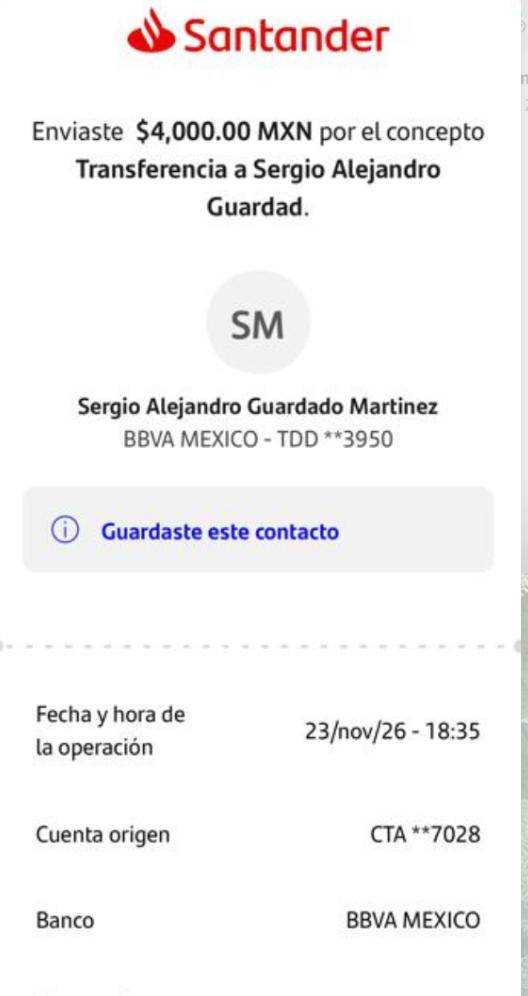 Santander
Enviaste $4,000.00 MXN por el concepto
Transferencia a Sergio Alejandro
Guardad.
SM
Sergio Alejandro Guardado Martinez
BBVA MEXICO - TDD **3950
Guardaste este contacto
Fecha y hora de
la operación
23/nov/26 - 18:35
Cuenta origen
CTA **7028
Banco
BBVA MEXICO